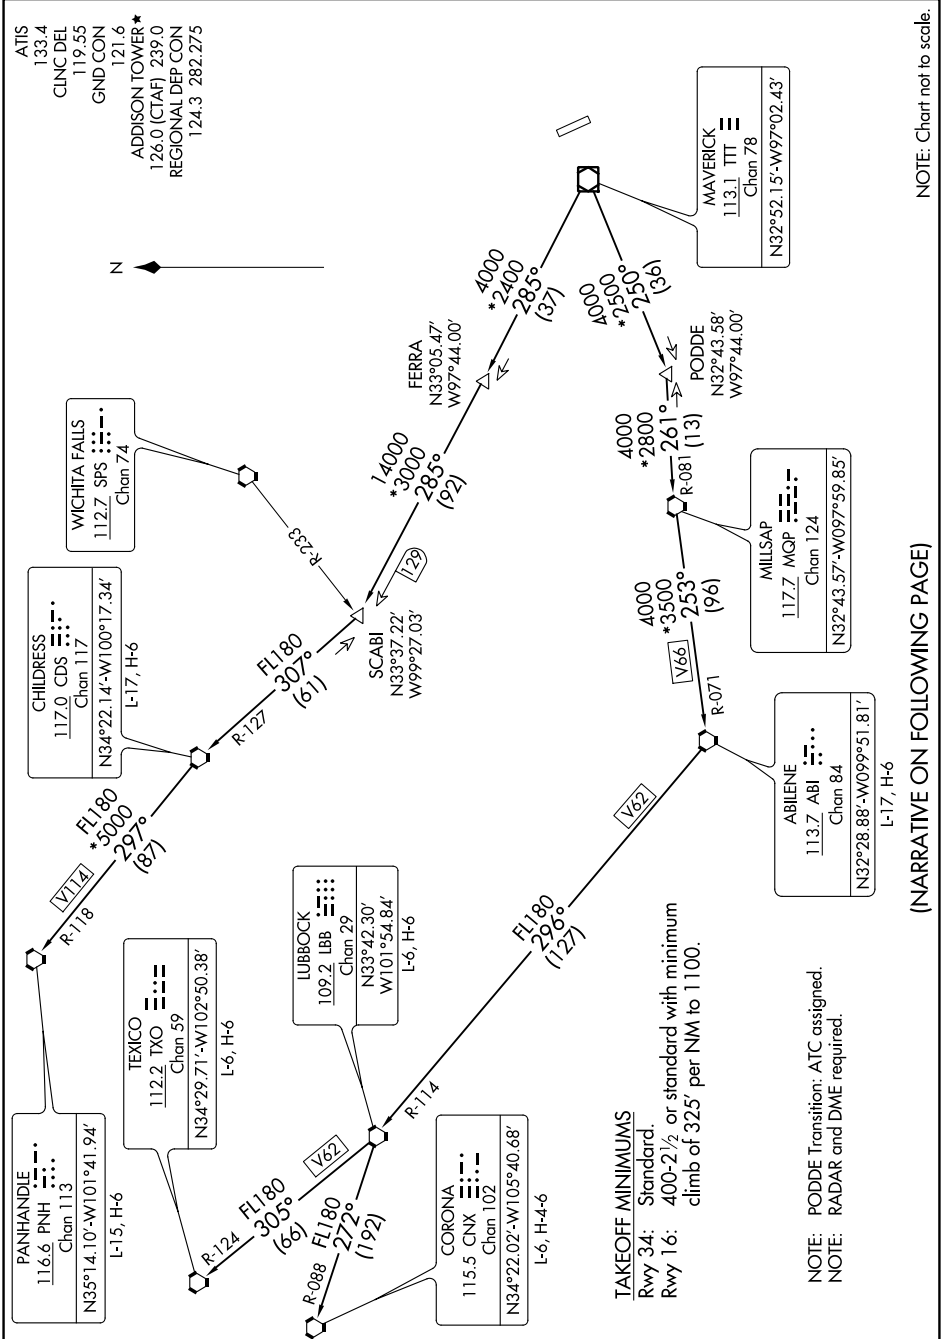 ATIS
133.4
CLNC DEL
119.55
GND CON
121.6
ADDISON TOWER★
126.0 (CTAF) 239.0
REGIONAL DEP CON
124.3 282.275
N
PANHANDLE
116.6 PNH
Chan 113
N35°14.10'-W101°41.94'
L-15, H-6
TEXICO
112.2 TXO
Chan 59
N34°29.71'-W102°50.38'
L-6, H-6
CHILDRESS
117.0 CDS
Chan 117
N34°22.14'-W100°17.34'
L-17, H-6
WICHITA FALLS
112.7 SPS
Chan 74
LUBBOCK
109.2 LBB
Chan 29
N33°42.30'
W101°54.84'
L-6, H-6
CORONA
115.5 CNX
Chan 102
N34°22.02'-W105°40.68'
L-6, H-4-6
ABILENE
113.7 ABI
Chan 84
N32°28.88'-W099°51.81'
L-17, H-6
MILLSAP
117.7 MQP
Chan 124
N32°43.57'-W097°59.85'
MAVERICK
113.1 TTT
Chan 78
N32°52.15'-W97°02.43'
4000
*2400
285°
(37)
FERRA
N33°05.47'
W97°44.00'
14000
*3000
285°
(92)
129
SCABI
N33°37.22'
W99°27.03'
R-233
FL180
307°
(61)
R-127
FL180
*5000
297°
(87)
V114
R-118
4000
*2500
250°
(36)
PODDE
N32°43.58'
W97°44.00'
4000
*2800
261°
(13)
R-081
4000
*3500
253°
(96)
V66
R-071
V62
FL180
296°
(127)
R-114
V62
FL180
305°
(66)
R-124
FL180
272°
(192)
R-088
TAKEOFF MINIMUMS
Rwy 34: Standard.
Rwy 16: 400-2½ or standard with minimum
climb of 325' per NM to 1100.
NOTE: PODDE Transition: ATC assigned.
NOTE: RADAR and DME required.
NOTE: Chart not to scale.
(NARRATIVE ON FOLLOWING PAGE)